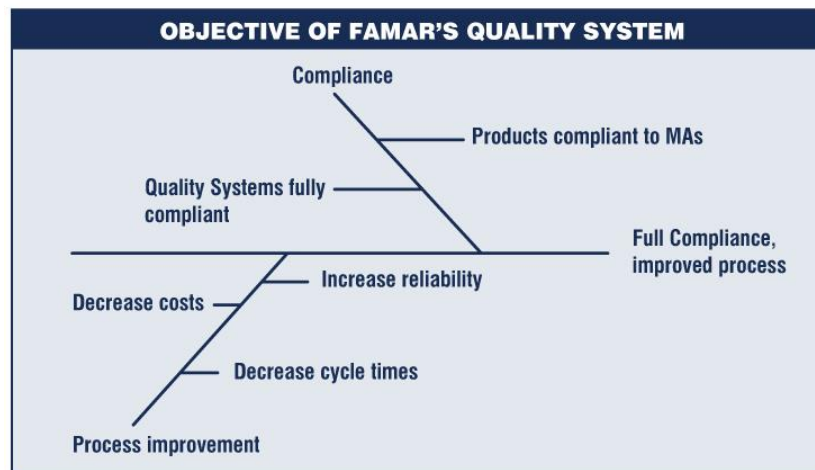 OBJECTIVE OF FAMAR'S QUALITY SYSTEM
Compliance
Products compliant to MAs
Quality Systems fully
compliant
Full Compliance,
improved process
Increase reliability
Decrease costs
Decrease cycle times
Process improvement